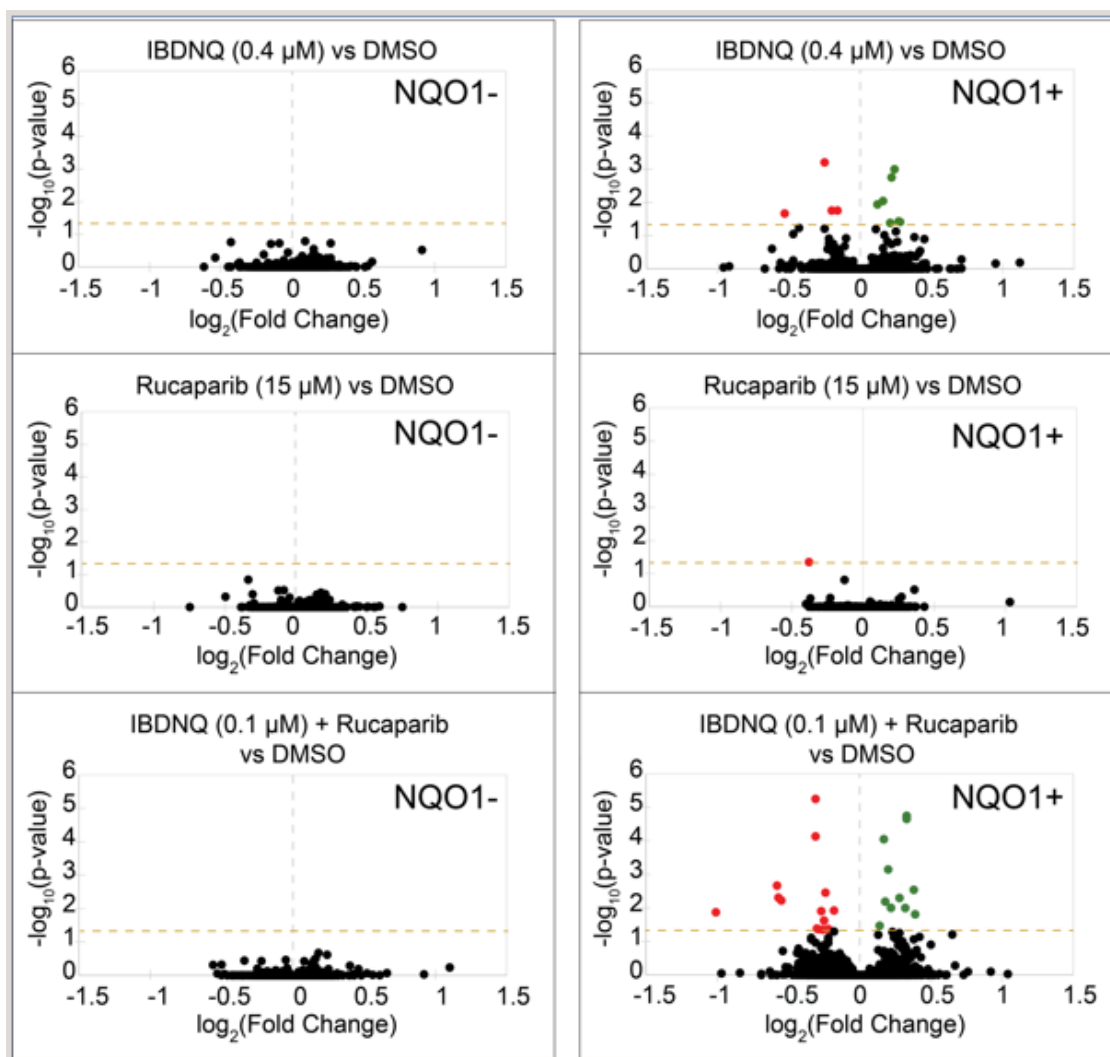 IBDNQ (0.4 µM) vs DMSO
NQO1-
6
5
4
3
2
1
0
-log10(p-value)
-1.5 -1 -0.5 0 0.5 1 1.5
log2(Fold Change)
IBDNQ (0.4 µM) vs DMSO
NQO1+
6
5
4
3
2
1
0
-log10(p-value)
-1.5 -1 -0.5 0 0.5 1 1.5
log2(Fold Change)
Rucaparib (15 µM) vs DMSO
NQO1-
6
5
4
3
2
1
0
-log10(p-value)
-1.5 -1 -0.5 0 0.5 1 1.5
log2(Fold Change)
Rucaparib (15 µM) vs DMSO
NQO1+
6
5
4
3
2
1
0
-log10(p-value)
-1.5 -1 -0.5 0 0.5 1 1.5
log2(Fold Change)
IBDNQ (0.1 µM) + Rucaparib
vs DMSO
NQO1-
6
5
4
3
2
1
0
-log10(p-value)
-1.5 -1 -0.5 0 0.5 1 1.5
log2(Fold Change)
IBDNQ (0.1 µM) + Rucaparib
vs DMSO
NQO1+
6
5
4
3
2
1
0
-log10(p-value)
-1.5 -1 -0.5 0 0.5 1 1.5
log2(Fold Change)